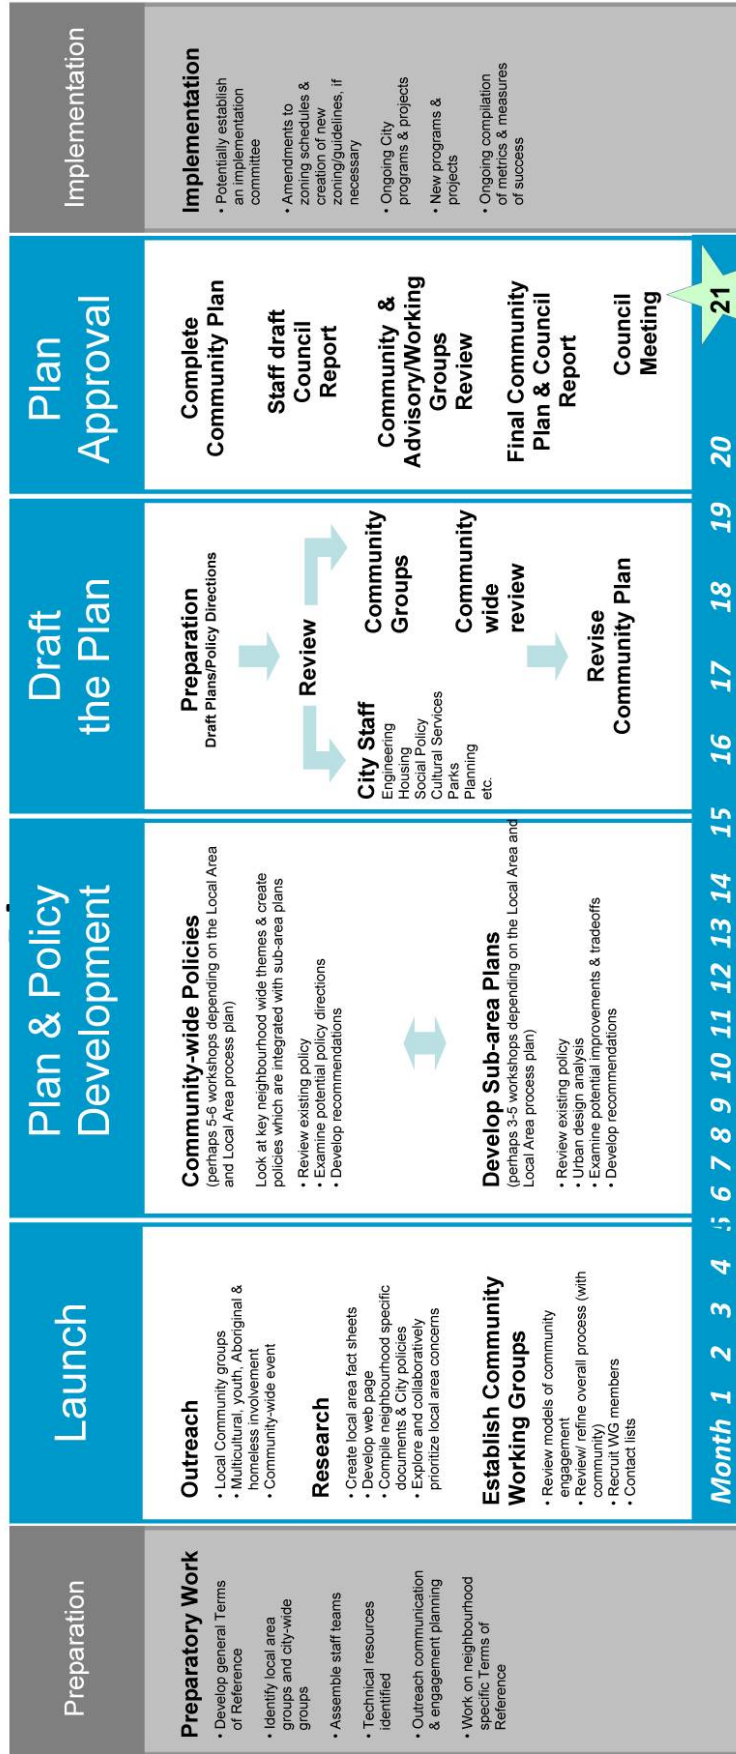 Preparation
Preparatory Work
• Develop general Terms
of Reference
• Identify local area
groups and city-wide
groups
• Assemble staff teams
• Technical resources
identified
• Outreach communication
& engagement planning
• Work on neighbourhood
specific Terms of
Reference
Launch
Outreach
• Local Community groups
• Multicultural, youth, Aboriginal &
homeless involvement
• Community-wide event
Research
• Create local area fact sheets
• Develop web page
• Compile neighbourhood specific
documents & City policies
• Explore and collaboratively
prioritize local area concerns
Establish Community
Working Groups
• Review models of community
engagement
• Review/ refine overall process (with
community)
• Recruit WG members
• Contact lists
Plan & Policy
Development
Community-wide Policies
(perhaps 5-6 workshops depending on the Local Area
and Local Area process plan)
Look at key neighbourhood wide themes & create
policies which are integrated with sub-area plans
• Review existing policy
• Examine potential policy directions
• Develop recommendations
Develop Sub-area Plans
(perhaps 3-5 workshops depending on the Local Area and
Local Area process plan)
• Review existing policy
• Urban design analysis
• Examine potential improvements & tradeoffs
• Develop recommendations
Draft
the Plan
Preparation
Draft Plans/Policy Directions
Review
City Staff
Engineering
Housing
Social Policy
Cultural Services
Parks
Planning
etc.
Community
Groups
Community
wide
review
Revise
Community Plan
Plan
Approval
Complete
Community Plan
Staff draft
Council
Report
Community &
Advisory/Working
Groups
Review
Final Community
Plan & Council
Report
Council
Meeting
Implementation
Implementation
• Potentially establish
an implementation
committee
• Amendments to
zoning schedules &
creation of new
zoning/guidelines, if
necessary
• Ongoing City
programs & projects
• New programs &
projects
• Ongoing compilation
of metrics & measures
of success
Month 1 2 3 4 5 6 7 8 9 10 11 12 13 14 15 16 17 18 19 20 21